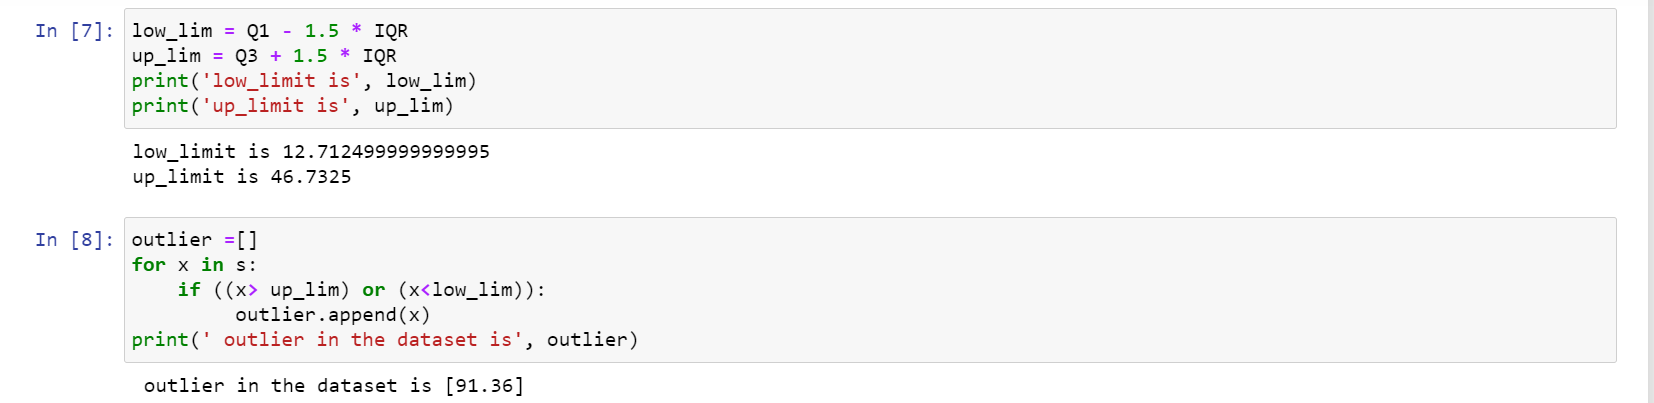 In [7]: low_lim = Q1 - 1.5 * IQR
up_lim = Q3 + 1.5 * IQR
print('low_limit is', low_lim)
print('up_limit is', up_lim)
low_limit is 12.712499999999995
up_limit is 46.7325
In [8]: outlier =[]
for x in s:
    if ((x> up_lim) or (x<low_lim)):
         outlier.append(x)
print(' outlier in the dataset is', outlier)
 outlier in the dataset is [91.36]